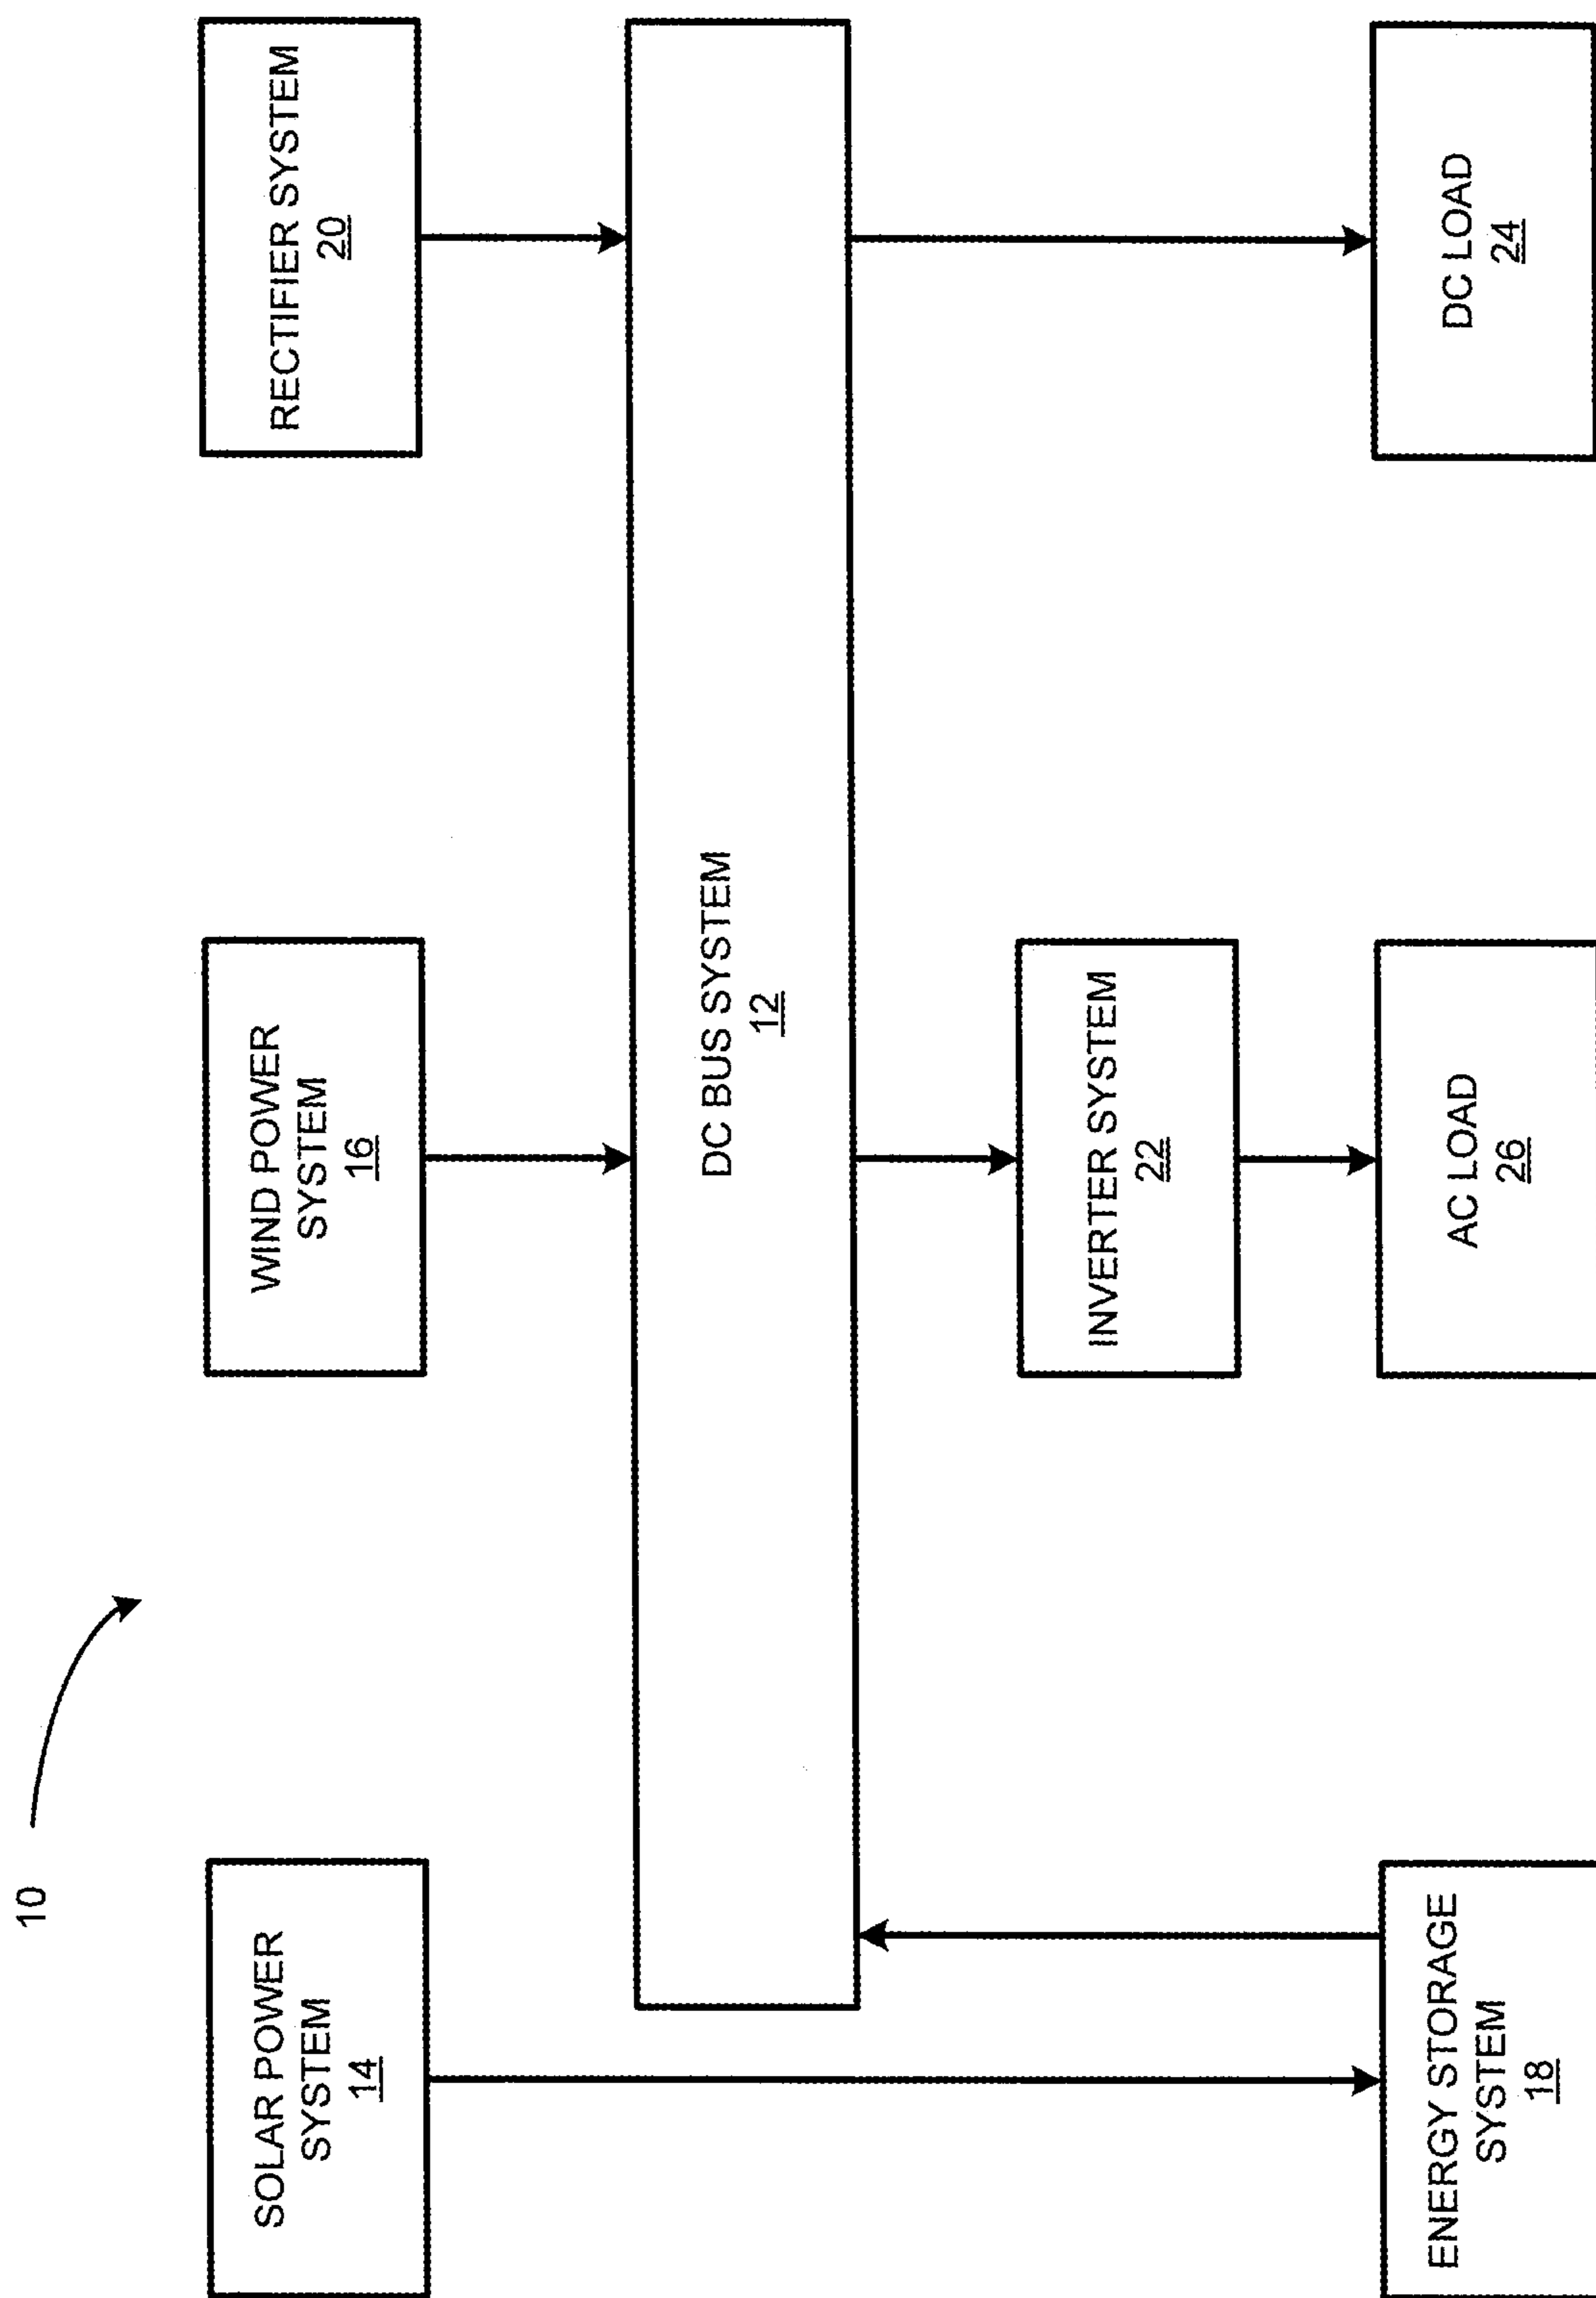 10
SOLAR POWER
SYSTEM
14
WIND POWER
SYSTEM
16
RECTIFIER SYSTEM
20
DC BUS SYSTEM
12
INVERTER SYSTEM
22
ENERGY STORAGE
SYSTEM
18
AC LOAD
26
DC LOAD
24